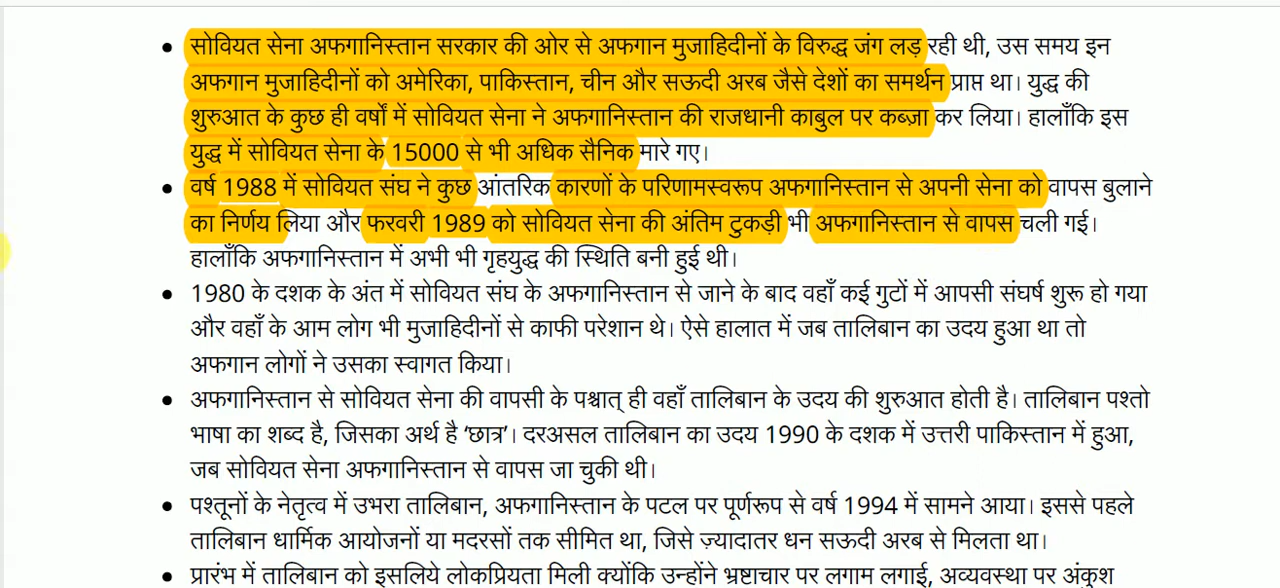 • सोवियत सेना अफगानिस्तान सरकार की ओर से अफगान मुजाहिदीनों के विरुद्ध जंग लड़ रही थी, उस समय इन
अफगान मुजाहिदीनों को अमेरिका, पाकिस्तान, चीन और सऊदी अरब जैसे देशों का समर्थन प्राप्त था। युद्ध की
शुरुआत के कुछ ही वर्षों में सोवियत सेना ने अफगानिस्तान की राजधानी काबुल पर कब्ज़ा कर लिया। हालाँकि इस
युद्ध में सोवियत सेना के 15000 से भी अधिक सैनिक मारे गए।
• वर्ष 1988 में सोवियत संघ ने कुछ आंतरिक कारणों के परिणामस्वरूप अफगानिस्तान से अपनी सेना को वापस बुलाने
का निर्णय लिया और फरवरी 1989 को सोवियत सेना की अंतिम टुकड़ी भी अफगानिस्तान से वापस चली गई।
हालाँकि अफगानिस्तान में अभी भी गृहयुद्ध की स्थिति बनी हुई थी।
• 1980 के दशक के अंत में सोवियत संघ के अफगानिस्तान से जाने के बाद वहाँ कई गुटों में आपसी संघर्ष शुरू हो गया
और वहाँ के आम लोग भी मुजाहिदीनों से काफी परेशान थे। ऐसे हालात में जब तालिबान का उदय हुआ था तो
अफगान लोगों ने उसका स्वागत किया।
• अफगानिस्तान से सोवियत सेना की वापसी के पश्चात् ही वहाँ तालिबान के उदय की शुरुआत होती है। तालिबान पश्तो
भाषा का शब्द है, जिसका अर्थ है ‘छात्र’। दरअसल तालिबान का उदय 1990 के दशक में उत्तरी पाकिस्तान में हुआ,
जब सोवियत सेना अफगानिस्तान से वापस जा चुकी थी।
• पश्तूनों के नेतृत्व में उभरा तालिबान, अफगानिस्तान के पटल पर पूर्णरूप से वर्ष 1994 में सामने आया। इससे पहले
तालिबान धार्मिक आयोजनों या मदरसों तक सीमित था, जिसे ज़्यादातर धन सऊदी अरब से मिलता था।
• प्रारंभ में तालिबान को इसलिये लोकप्रियता मिली क्योंकि उन्होंने भ्रष्टाचार पर लगाम लगाई, अव्यवस्था पर अंकुश